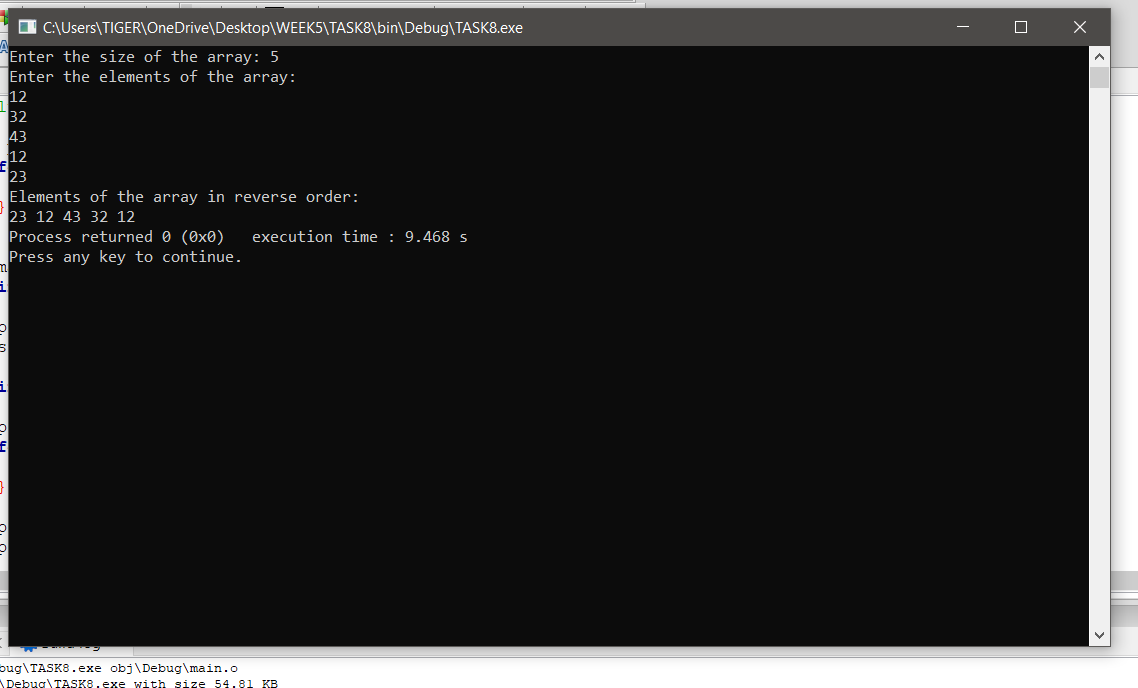 C:\Users\TIGER\OneDrive\Desktop\WEEK5\TASK8\bin\Debug\TASK8.exe
Enter the size of the array: 5
Enter the elements of the array:
12
32
43
12
23
Elements of the array in reverse order:
23 12 43 32 12
Process returned 0 (0x0)   execution time : 9.468 s
Press any key to continue.
bug\TASK8.exe obj\Debug\main.o
\Debug\TASK8.exe with size 54.81 KB